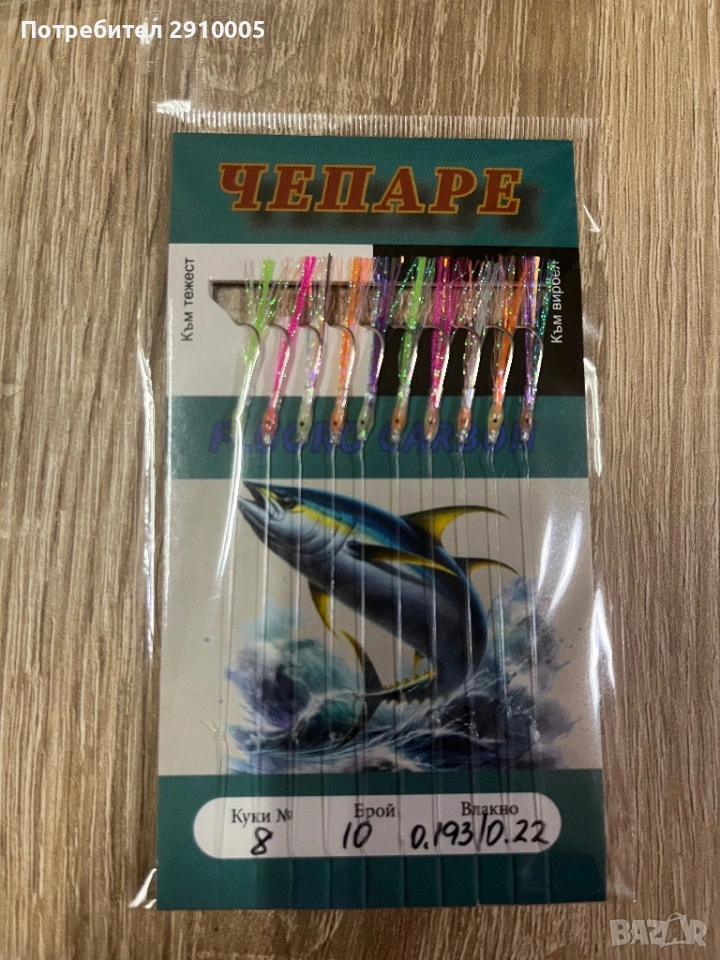 Потребител 2910005
ЧЕПАРЕ
Към тежест
Към вирбел
FLUORO CARBON
Куки № Брой Влакно
8 10 0.193/0.22
BAZAR